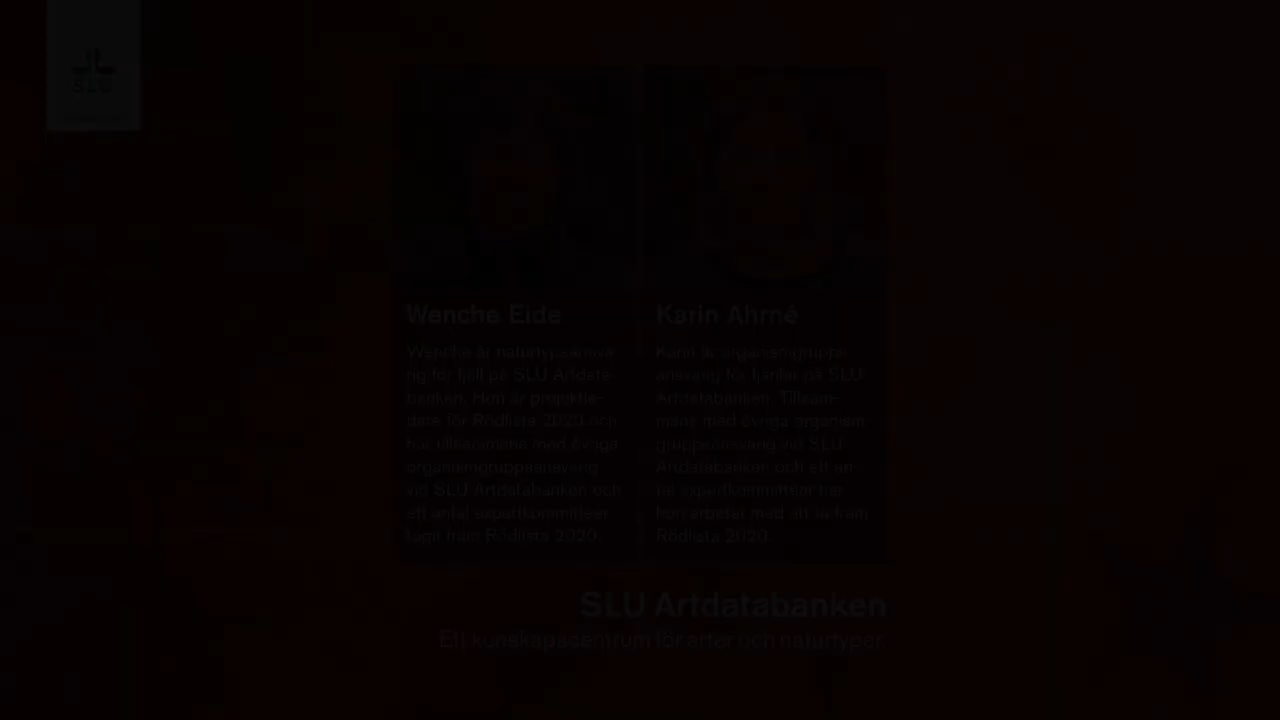 SLU
Wenche Eide
Wenche är naturtypsansva-
rig för fjäll på SLU Artdata-
banken. Hon är projektle-
dare för Rödlista 2020 och
har tillsammans med övriga
organismgruppsansvarig
vid SLU Artdatabanken och
ett antal expertkommittéer
tagit fram Rödlista 2020.
Karin Ahrné
Karin är organismgrupps-
ansvarig för fjärilar på SLU
Artdatabanken. Tillsam-
mans med övriga organism
gruppsansvarig vid SLU
Artdatabanken och ett an-
tal expertkommittéer har
hon arbetat med att ta fram
Rödlista 2020
SLU Artdatabanken
Ett kunskapscentrum för arter och naturtyper